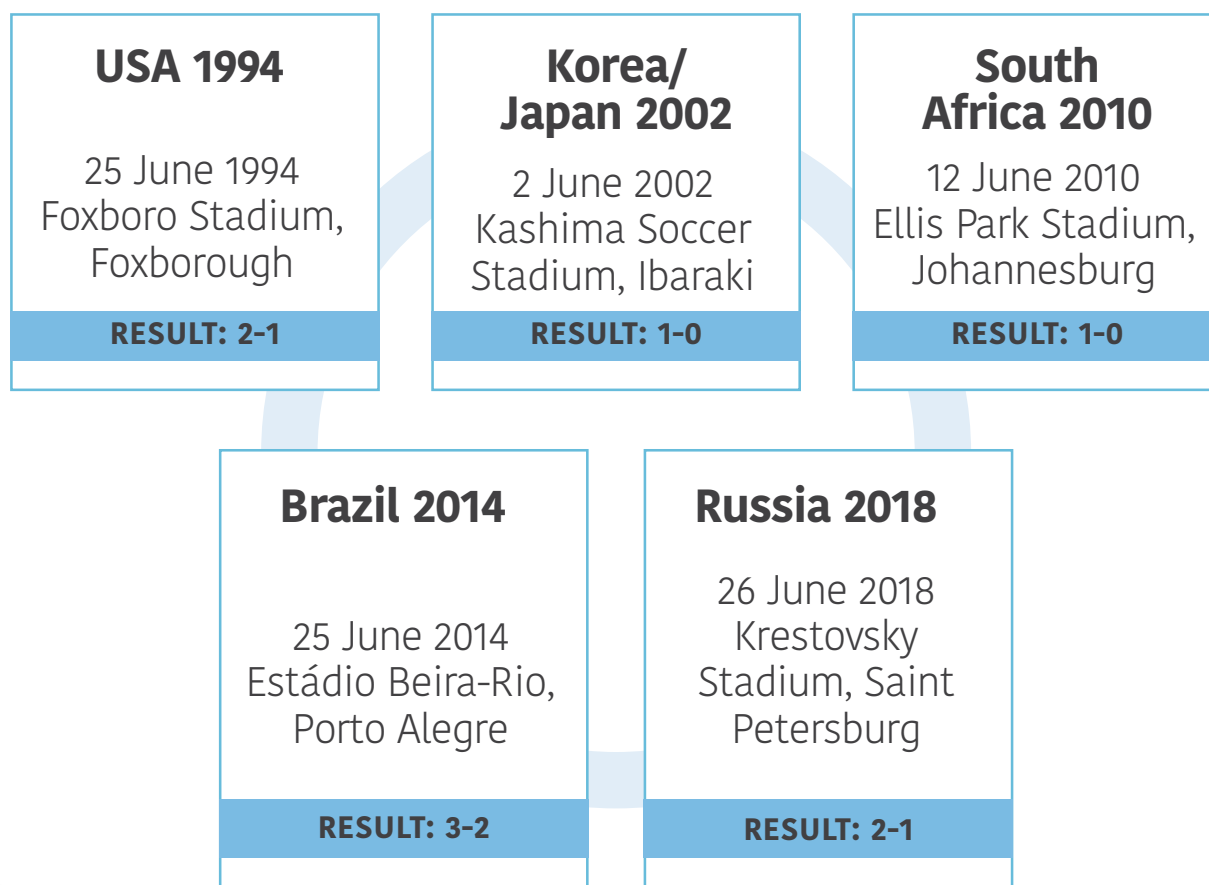 USA 1994
25 June 1994
Foxboro Stadium,
Foxborough
RESULT: 2-1
Korea/
Japan 2002
2 June 2002
Kashima Soccer
Stadium, Ibaraki
RESULT: 1-0
South
Africa 2010
12 June 2010
Ellis Park Stadium,
Johannesburg
RESULT: 1-0
Brazil 2014
25 June 2014
Estádio Beira-Rio,
Porto Alegre
RESULT: 3-2
Russia 2018
26 June 2018
Krestovsky
Stadium, Saint
Petersburg
RESULT: 2-1